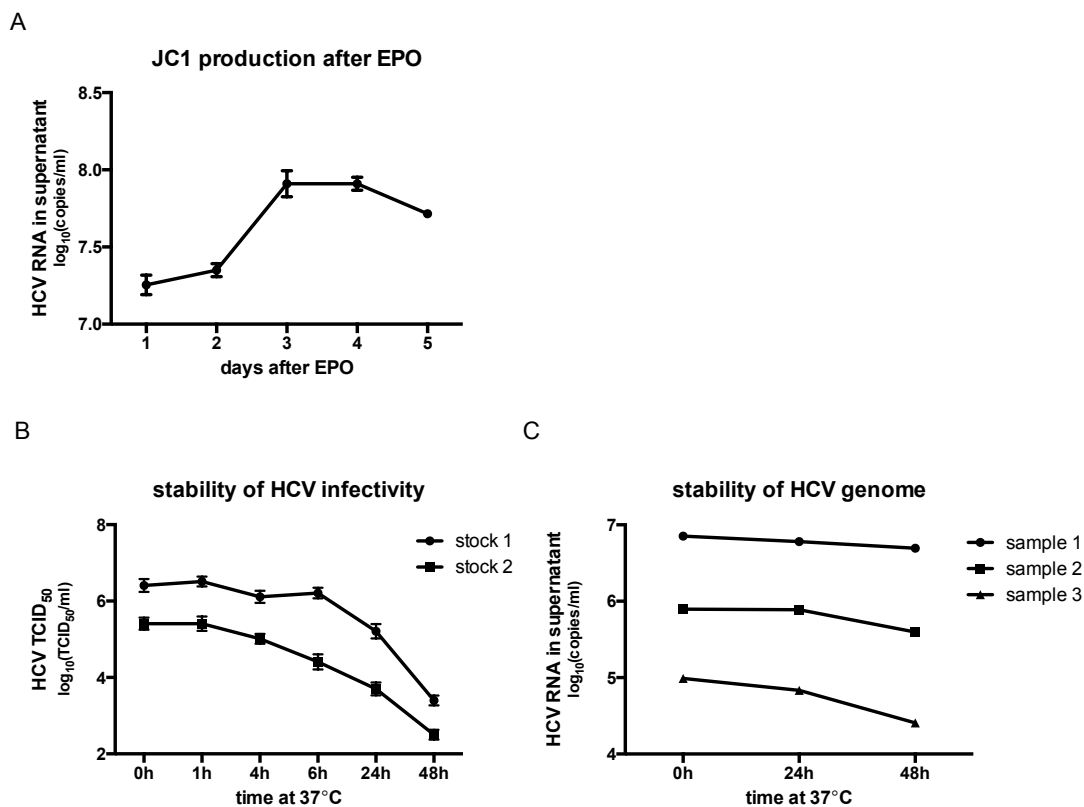 A
JC1 production after EPO
HCV RNA in supernatant
log₁₀(copies/ml)
8.5
8.0
7.5
7.0
1 2 3 4 5
days after EPO
B
stability of HCV infectivity
HCV TCID₅₀
log₁₀(TCID₅₀/ml)
8
6
4
2
stock 1
stock 2
0h 1h 4h 6h 24h 48h
time at 37°C
C
stability of HCV genome
HCV RNA in supernatant
log₁₀(copies/ml)
7
6
5
4
sample 1
sample 2
sample 3
0h 24h 48h
time at 37°C